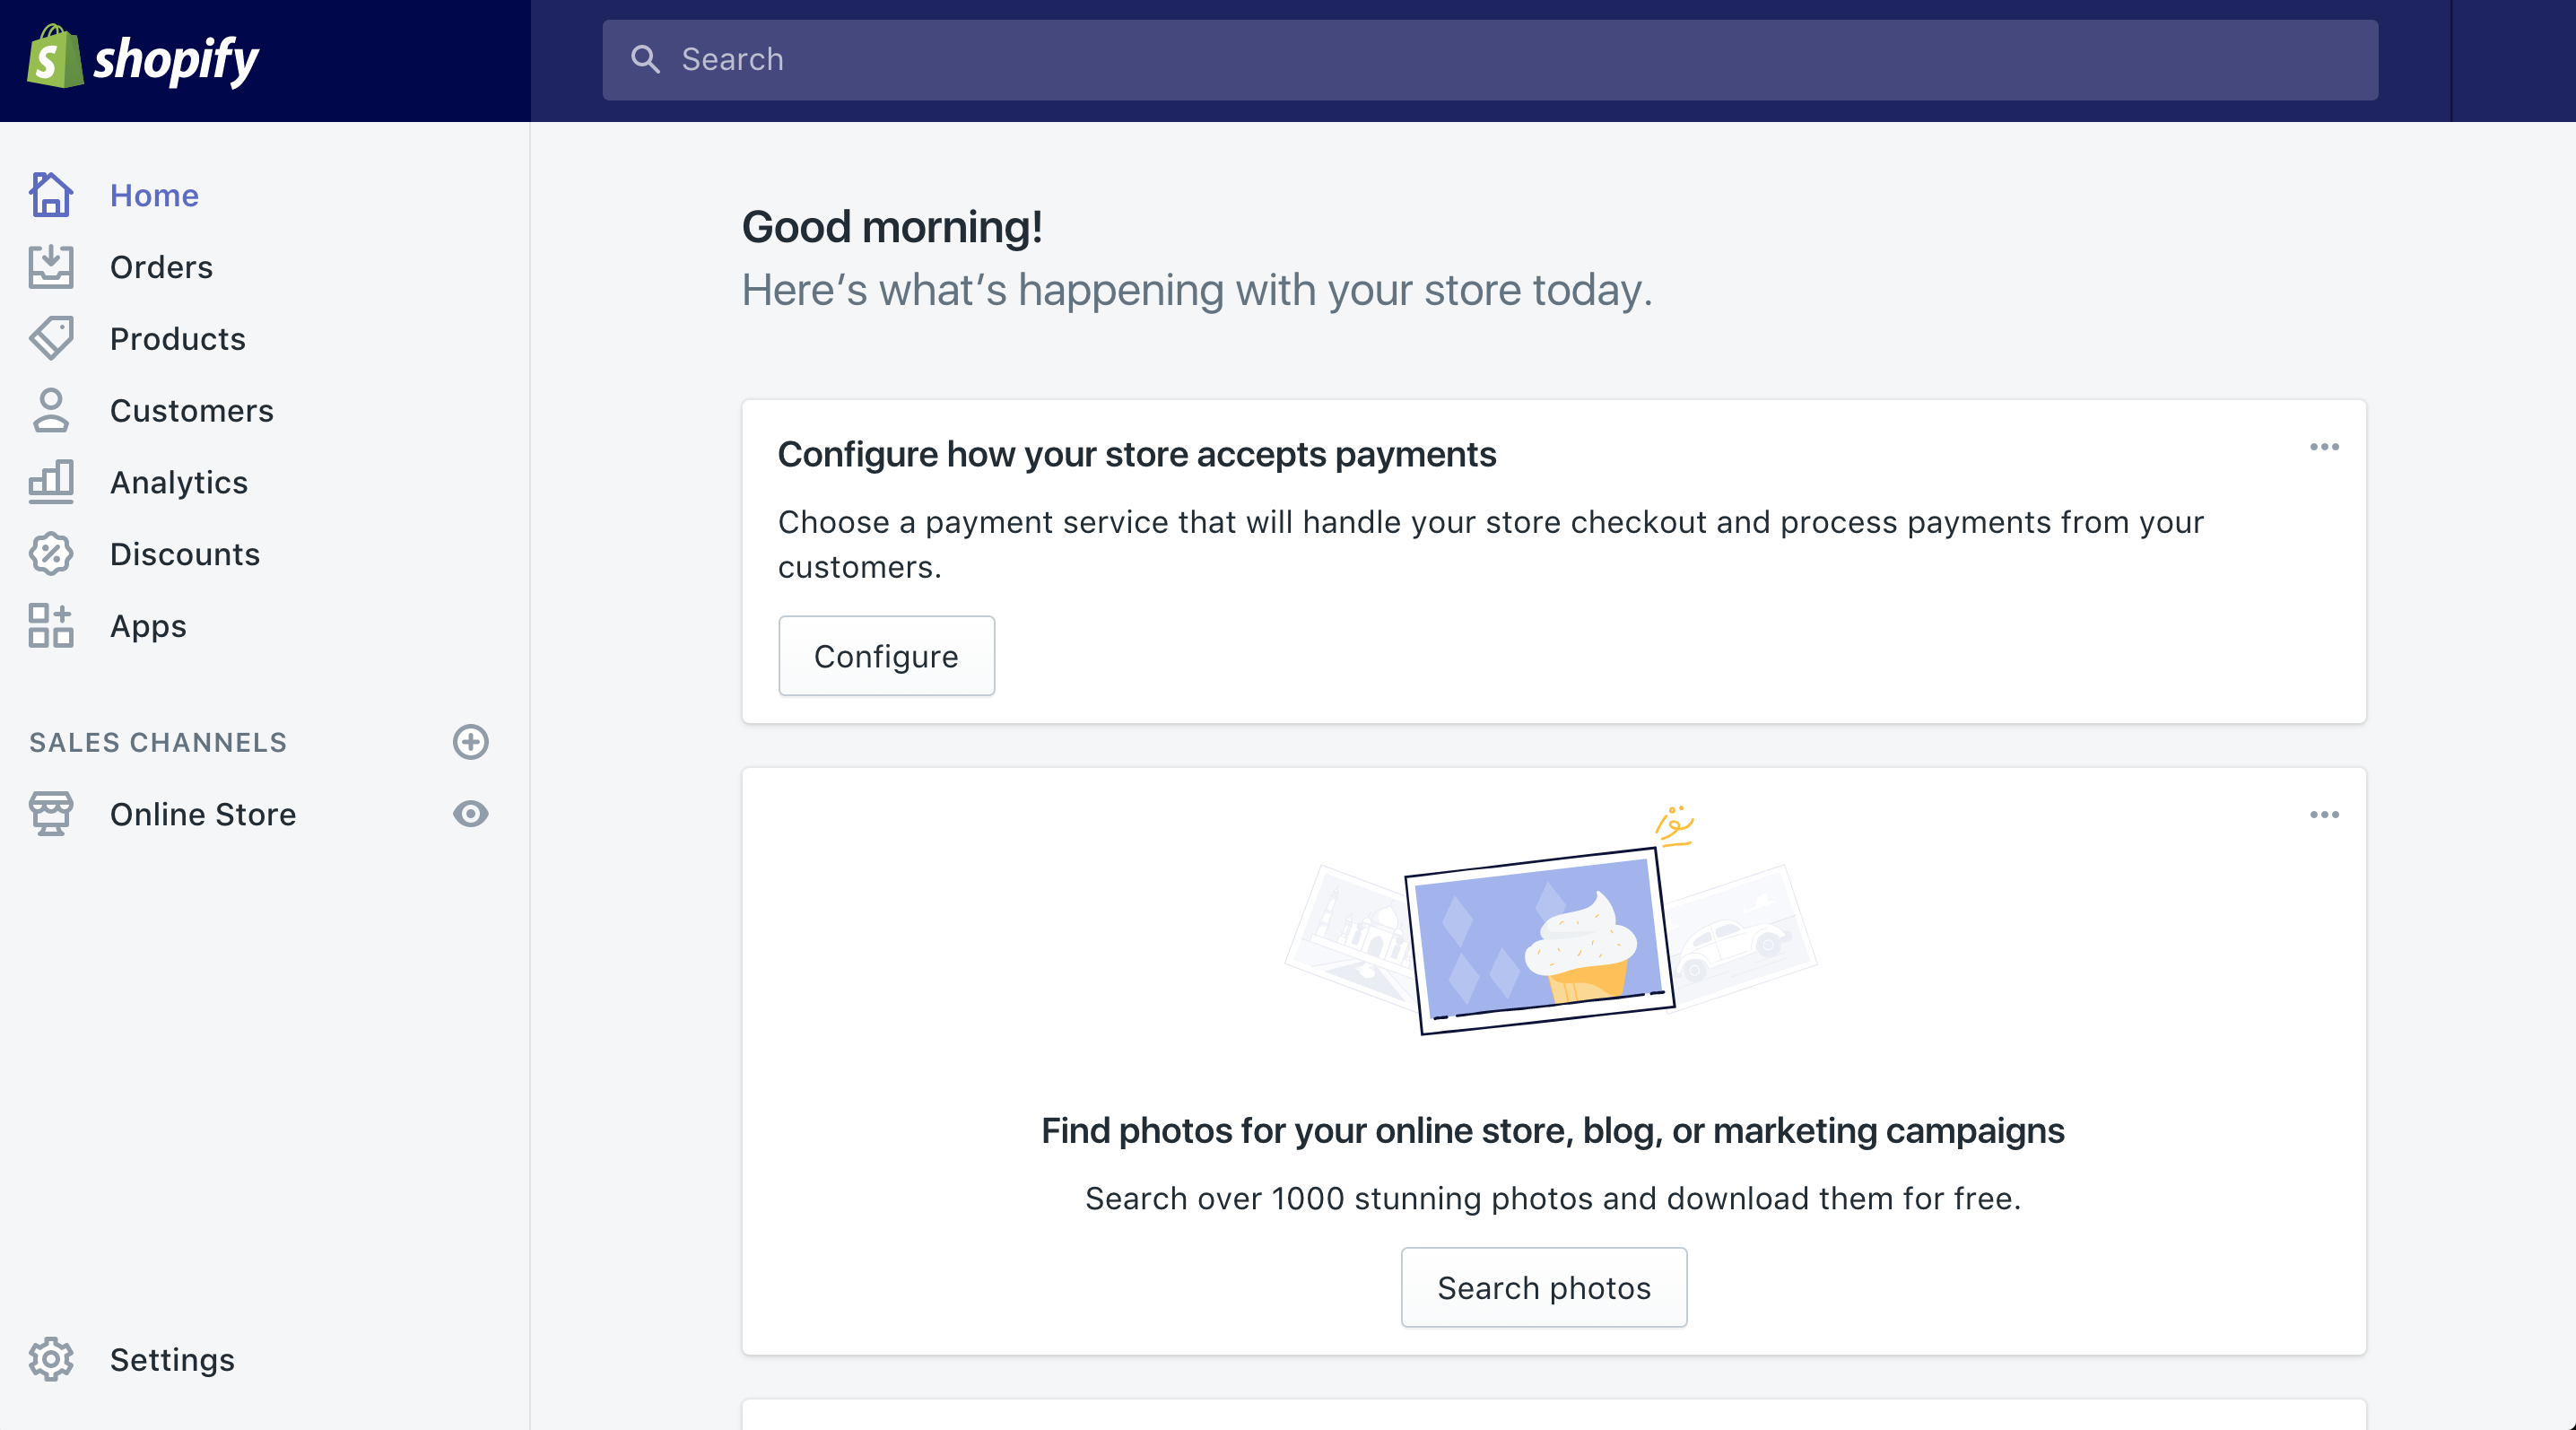 shopify
Search
Home
Orders
Products
Customers
Analytics
Discounts
Apps
SALES CHANNELS
Online Store
Settings
Good morning!
Here’s what’s happening with your store today.
Configure how your store accepts payments
Choose a payment service that will handle your store checkout and process payments from your
customers.
Configure
Find photos for your online store, blog, or marketing campaigns
Search over 1000 stunning photos and download them for free.
Search photos